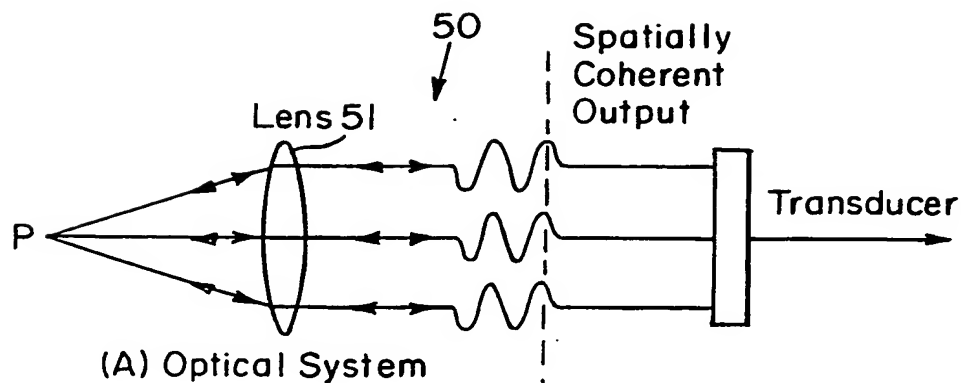 50
Spatially
Coherent
Output
Lens 51
P
Transducer
(A) Optical System